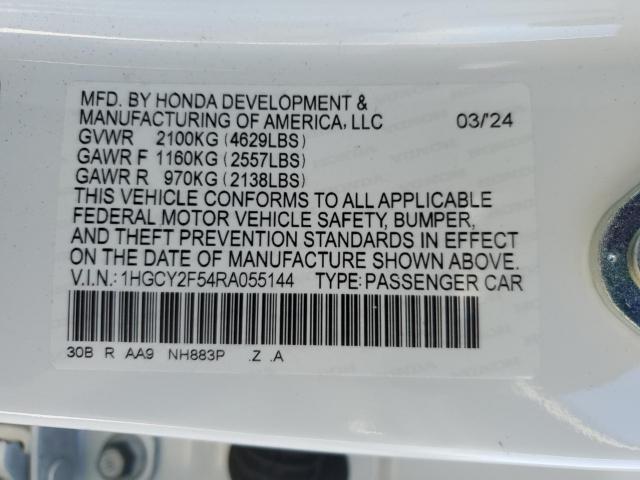 MFD. BY HONDA DEVELOPMENT &
MANUFACTURING OF AMERICA, LLC 03/'24
GVWR 2100KG (4629LBS)
GAWR F 1160KG (2557LBS)
GAWR R 970KG (2138LBS)
THIS VEHICLE CONFORMS TO ALL APPLICABLE
FEDERAL MOTOR VEHICLE SAFETY, BUMPER,
AND THEFT PREVENTION STANDARDS IN EFFECT
ON THE DATE OF MANUFACTURE SHOWN ABOVE.
V.I.N.: 1HGCY2F54RA055144 TYPE: PASSENGER CAR
30B R AA9 NH883P .Z .A